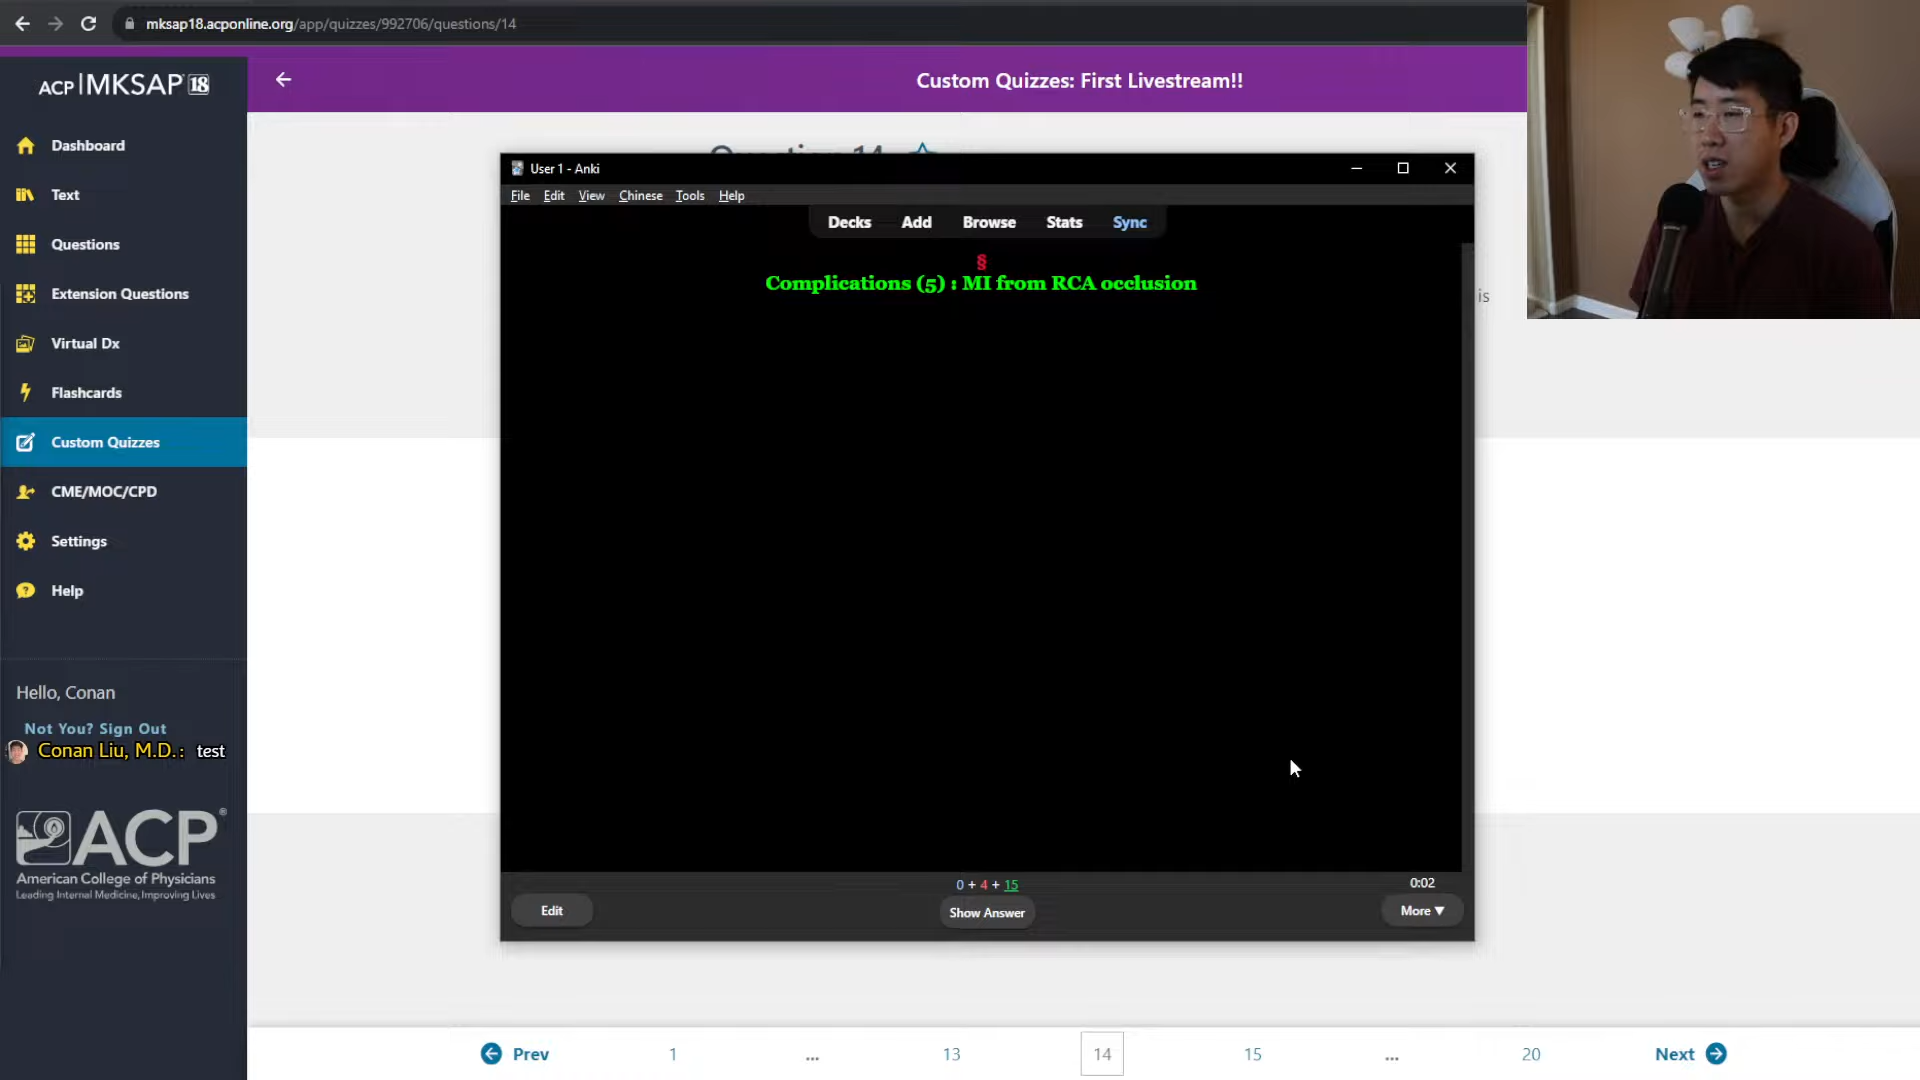 mksap18.acponline.org/app/quizzes/992706/questions/14
ACP MKSAP 18
Custom Quizzes: First Livestream!!
Dashboard
Text
Questions
Extension Questions
Virtual Dx
Flashcards
Custom Quizzes
CME/MOC/CPD
Settings
Help
Hello, Conan
Not You? Sign Out
Conan Liu, M.D.: test
ACP®
American College of Physicians
Leading Internal Medicine, Improving Lives
Question 14
is
User 1 - Anki
File Edit View Chinese Tools Help
Decks Add Browse Stats Sync
§
Complications (5) : MI from RCA occlusion
0 + 4 + 15
0:02
Edit
Show Answer
More ▼
Prev 1 ... 13 14 15 ... 20 Next